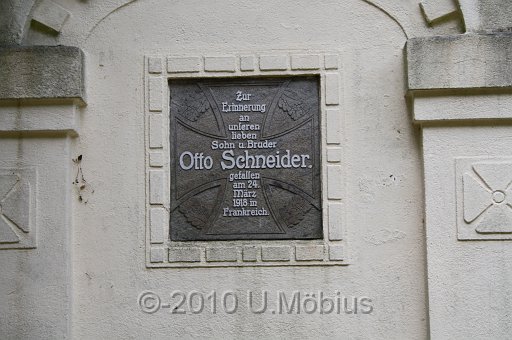 Zur
Erinnerung
an
unseren
lieben
Sohn u. Bruder
Otto Schneider.
gefallen
am 24.
März
1918 in
Frankreich.
© 2010 U.Möbius